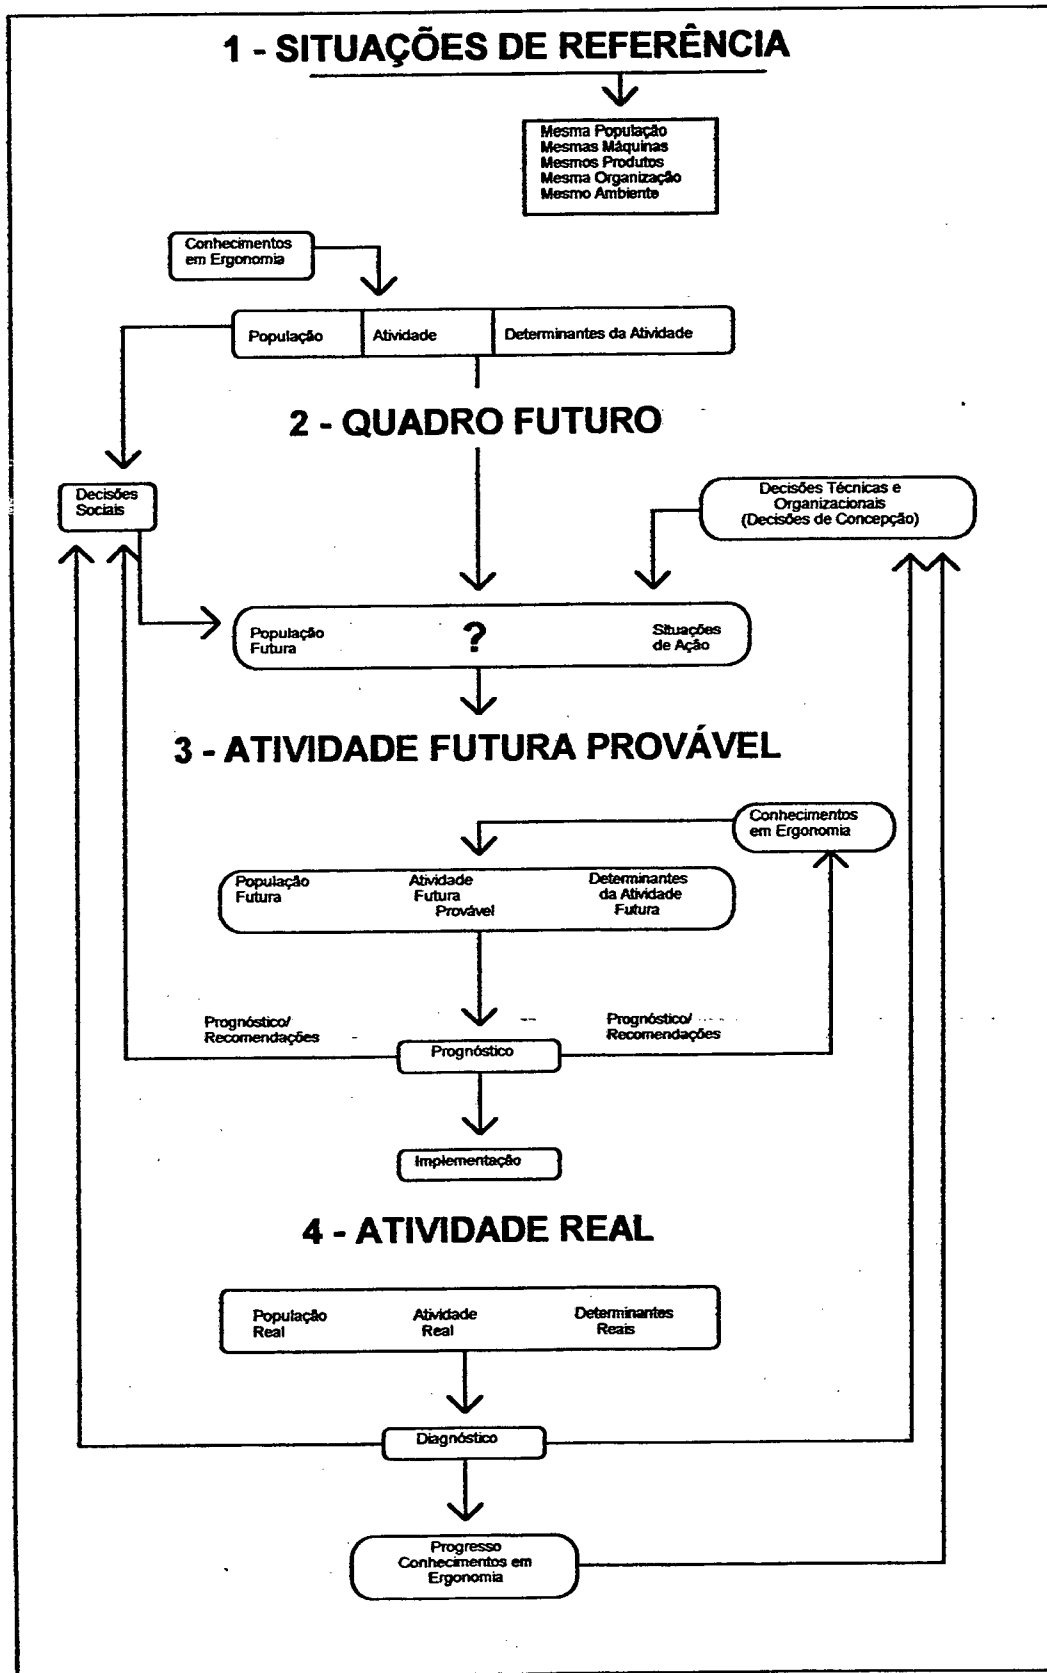 1 - SITUAÇÕES DE REFERÊNCIA
Mesma População
Mesmas Máquinas
Mesmos Produtos
Mesma Organização
Mesmo Ambiente
Conhecimentos
em Ergonomia
População
Atividade
Determinantes da Atividade
2 - QUADRO FUTURO
Decisões
Sociais
Decisões Técnicas e
Organizacionais
(Decisões de Concepção)
População
Futura
?
Situações
de Ação
3 - ATIVIDADE FUTURA PROVÁVEL
Conhecimentos
em Ergonomia
População
Futura
Atividade
Futura
Provável
Determinantes
da Atividade
Futura
Prognóstico/
Recomendações
Prognóstico/
Recomendações
Prognóstico
Implementação
4 - ATIVIDADE REAL
População
Real
Atividade
Real
Determinantes
Reais
Diagnóstico
Progresso
Conhecimentos em
Ergonomia